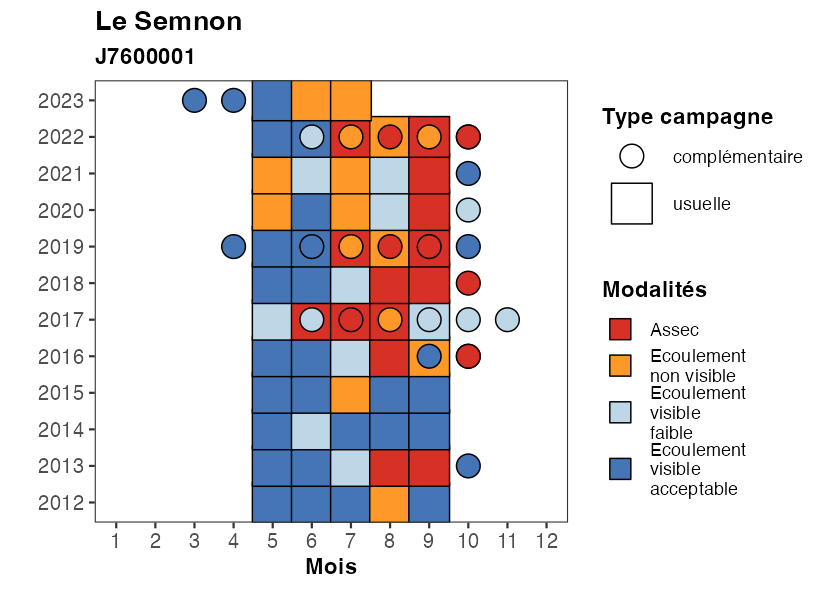 Le Semnon
J7600001
2023
2022
2021
2020
2019
2018
2017
2016
2015
2014
2013
2012
1 2 3 4 5 6 7 8 9 10 11 12
Mois
Type campagne
complémentaire
usuelle
Modalités
Assec
Ecoulement
non visible
Ecoulement
visible
faible
Ecoulement
visible
acceptable